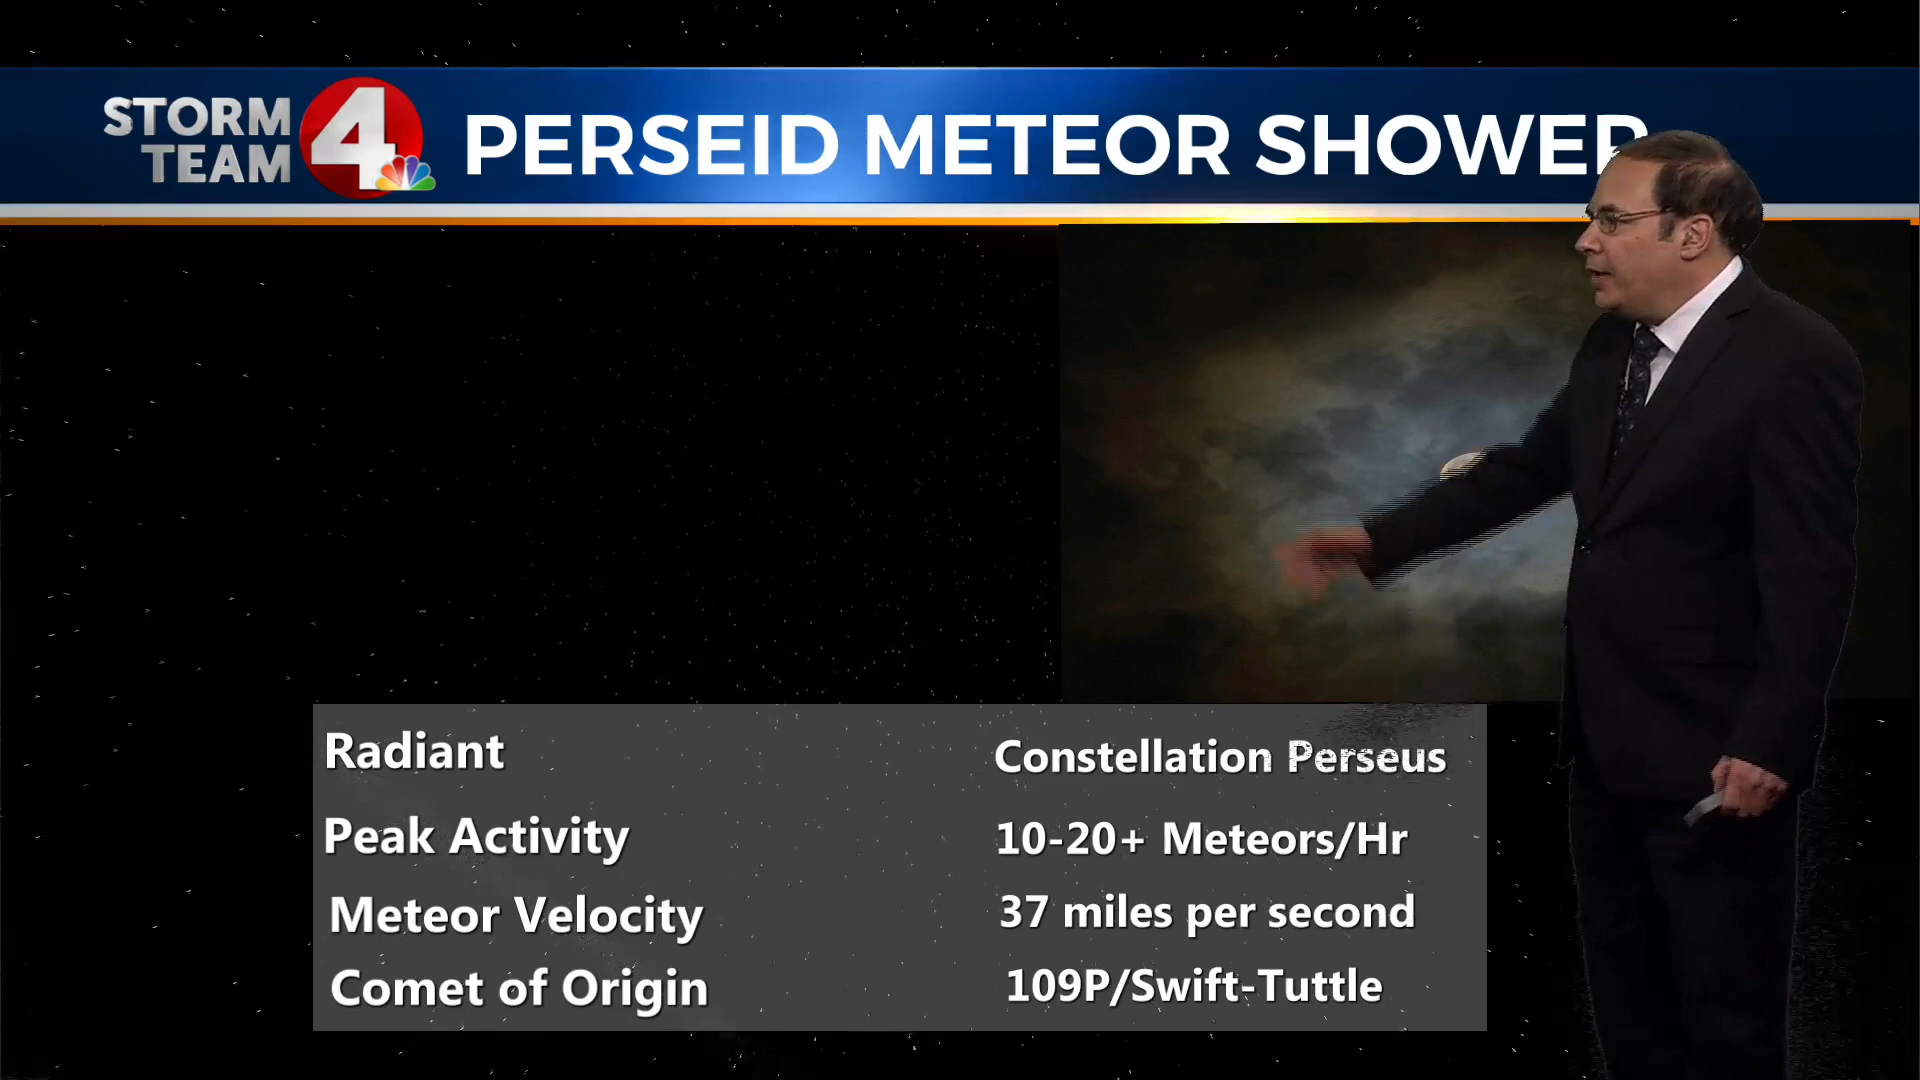 STORM
TEAM
4
PERSEID METEOR SHOWER
Radiant Constellation Perseus
Peak Activity 10-20+ Meteors/Hr
Meteor Velocity 37 miles per second
Comet of Origin 109P/Swift-Tuttle